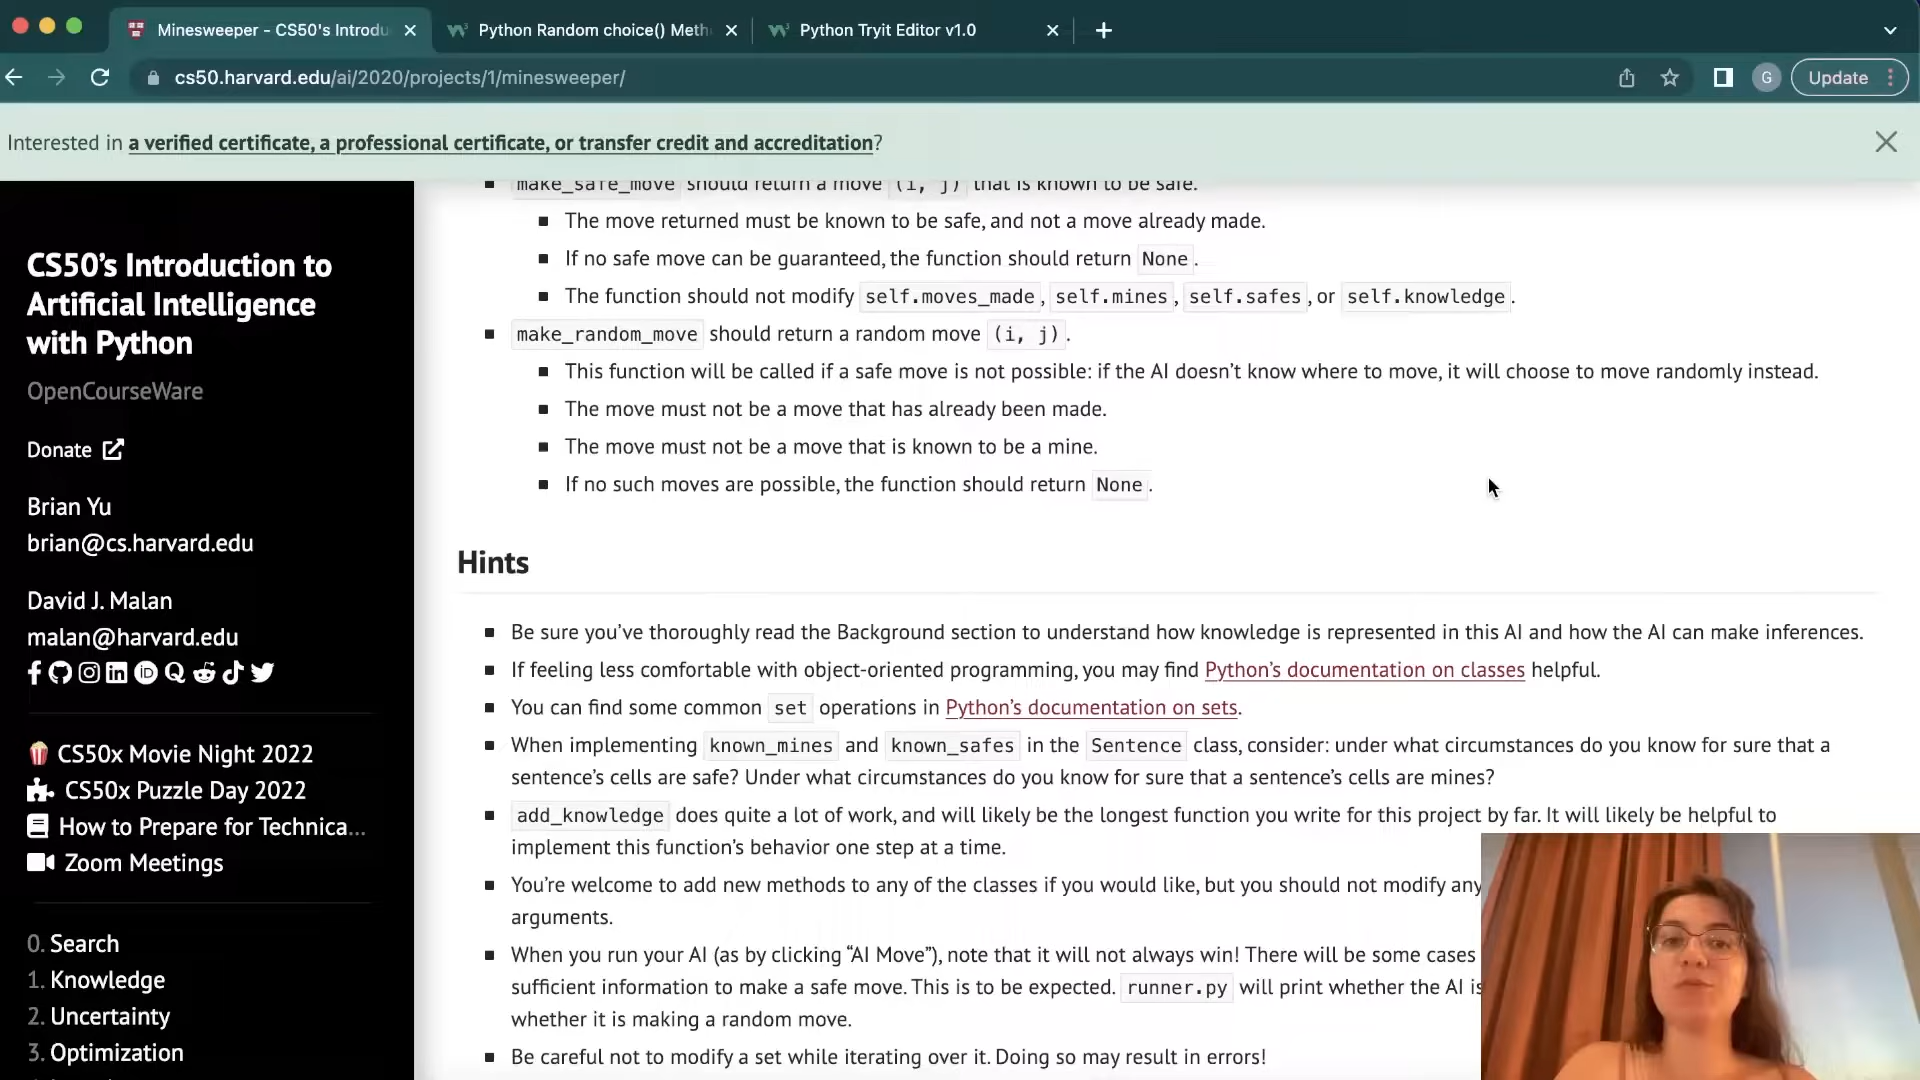 Minesweeper - CS50's Introdu
Python Random choice() Meth
Python Tryit Editor v1.0
cs50.harvard.edu/ai/2020/projects/1/minesweeper/
G
Update
Interested in a verified certificate, a professional certificate, or transfer credit and accreditation?
CS50's Introduction to
Artificial Intelligence
with Python
OpenCourseWare
Donate
Brian Yu
brian@cs.harvard.edu
David J. Malan
malan@harvard.edu
🍿 CS50x Movie Night 2022
CS50x Puzzle Day 2022
How to Prepare for Technica...
Zoom Meetings
0. Search
1. Knowledge
2. Uncertainty
3. Optimization
make_safe_move should return a move (i, j) that is known to be safe.
The move returned must be known to be safe, and not a move already made.
If no safe move can be guaranteed, the function should return None.
The function should not modify self.moves_made, self.mines, self.safes, or self.knowledge.
make_random_move should return a random move (i, j).
This function will be called if a safe move is not possible: if the AI doesn't know where to move, it will choose to move randomly instead.
The move must not be a move that has already been made.
The move must not be a move that is known to be a mine.
If no such moves are possible, the function should return None.
Hints
Be sure you've thoroughly read the Background section to understand how knowledge is represented in this AI and how the AI can make inferences.
If feeling less comfortable with object-oriented programming, you may find Python's documentation on classes helpful.
You can find some common set operations in Python's documentation on sets.
When implementing known_mines and known_safes in the Sentence class, consider: under what circumstances do you know for sure that a
sentence's cells are safe? Under what circumstances do you know for sure that a sentence's cells are mines?
add_knowledge does quite a lot of work, and will likely be the longest function you write for this project by far. It will likely be helpful to
implement this function's behavior one step at a time.
You're welcome to add new methods to any of the classes if you would like, but you should not modify any
arguments.
When you run your AI (as by clicking "AI Move"), note that it will not always win! There will be some cases
sufficient information to make a safe move. This is to be expected. runner.py will print whether the AI is
whether it is making a random move.
Be careful not to modify a set while iterating over it. Doing so may result in errors!